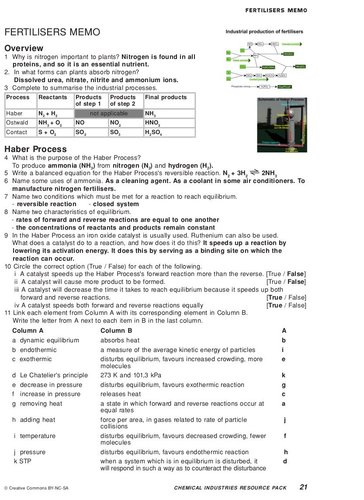 FERTILISERS MEMO
FERTILISERS MEMO
Industrial production of fertilisers
Overview
1 Why is nitrogen important to plants? Nitrogen is found in all
proteins, and so it is an essential nutrient.
2. In what forms can plants absorb nitrogen?
Dissolved urea, nitrate, nitrite and ammonium ions.
3 Complete to summarise the industrial processes.
Process Reactants Products of step 1 Products of step 2 Final products
Haber N2 + H2 not applicable NH3
Ostwald NH3 + O2 NO NO2 HNO3
Contact S + O2 SO2 SO3 H2SO4
Haber Process
4 What is the purpose of the Haber Process?
To produce ammonia (NH3) from nitrogen (N2) and hydrogen (H2).
5 Write a balanced equation for the Haber Process's reversible reaction. N2 + 3H2 ⇌ 2NH3
6 Name some uses of ammonia. As a cleaning agent. As a coolant in some air conditioners. To
manufacture nitrogen fertilisers.
7 Name two conditions which must be met for a reaction to reach equilibrium.
- reversible reaction - closed system
8 Name two characteristics of equilibrium.
- rates of forward and reverse reactions are equal to one another
- the concentrations of reactants and products remain constant
9 In the Haber Process an iron oxide catalyst is usually used. Ruthenium can also be used.
What does a catalyst do to a reaction, and how does it do this? It speeds up a reaction by
lowering its activation energy. It does this by serving as a binding site on which the
reaction can occur.
10 Circle the correct option (True / False) for each of the following.
i A catalyst speeds up the Haber Process's forward reaction more than the reverse. [True / False]
ii A catalyst will cause more product to be formed. [True / False]
iii A catalyst will decrease the time it takes to reach equilibrium because it speeds up both
forward and reverse reactions. [True / False]
iv A catalyst speeds both forward and reverse reactions equally [True / False]
11 Link each element from Column A with its corresponding element in Column B.
Write the letter from A next to each item in B in the last column.
Column A Column B A
a dynamic equilibrium absorbs heat b
b endothermic a measure of the average kinetic energy of particles i
c exothermic disturbs equilibrium, favours increased crowding, more e
molecules
d Le Chatelier's principle 273 K and 101,3 kPa k
e decrease in pressure disturbs equilibrium, favours exothermic reaction g
f increase in pressure releases heat c
g removing heat a state in which forward and reverse reactions occur at a
equal rates
h adding heat force per area, in gases related to rate of particle j
collisions
i temperature disturbs equilibrium, favours decreased crowding, fewer f
molecules
j pressure disturbs equilibrium, favours endothermic reaction h
k STP when a system which is in equilibrium is disturbed, it d
will respond in such a way as to counteract the disturbance
© Creative Commons BY-NC-SA CHEMICAL INDUSTRIES RESOURCE PACK 21